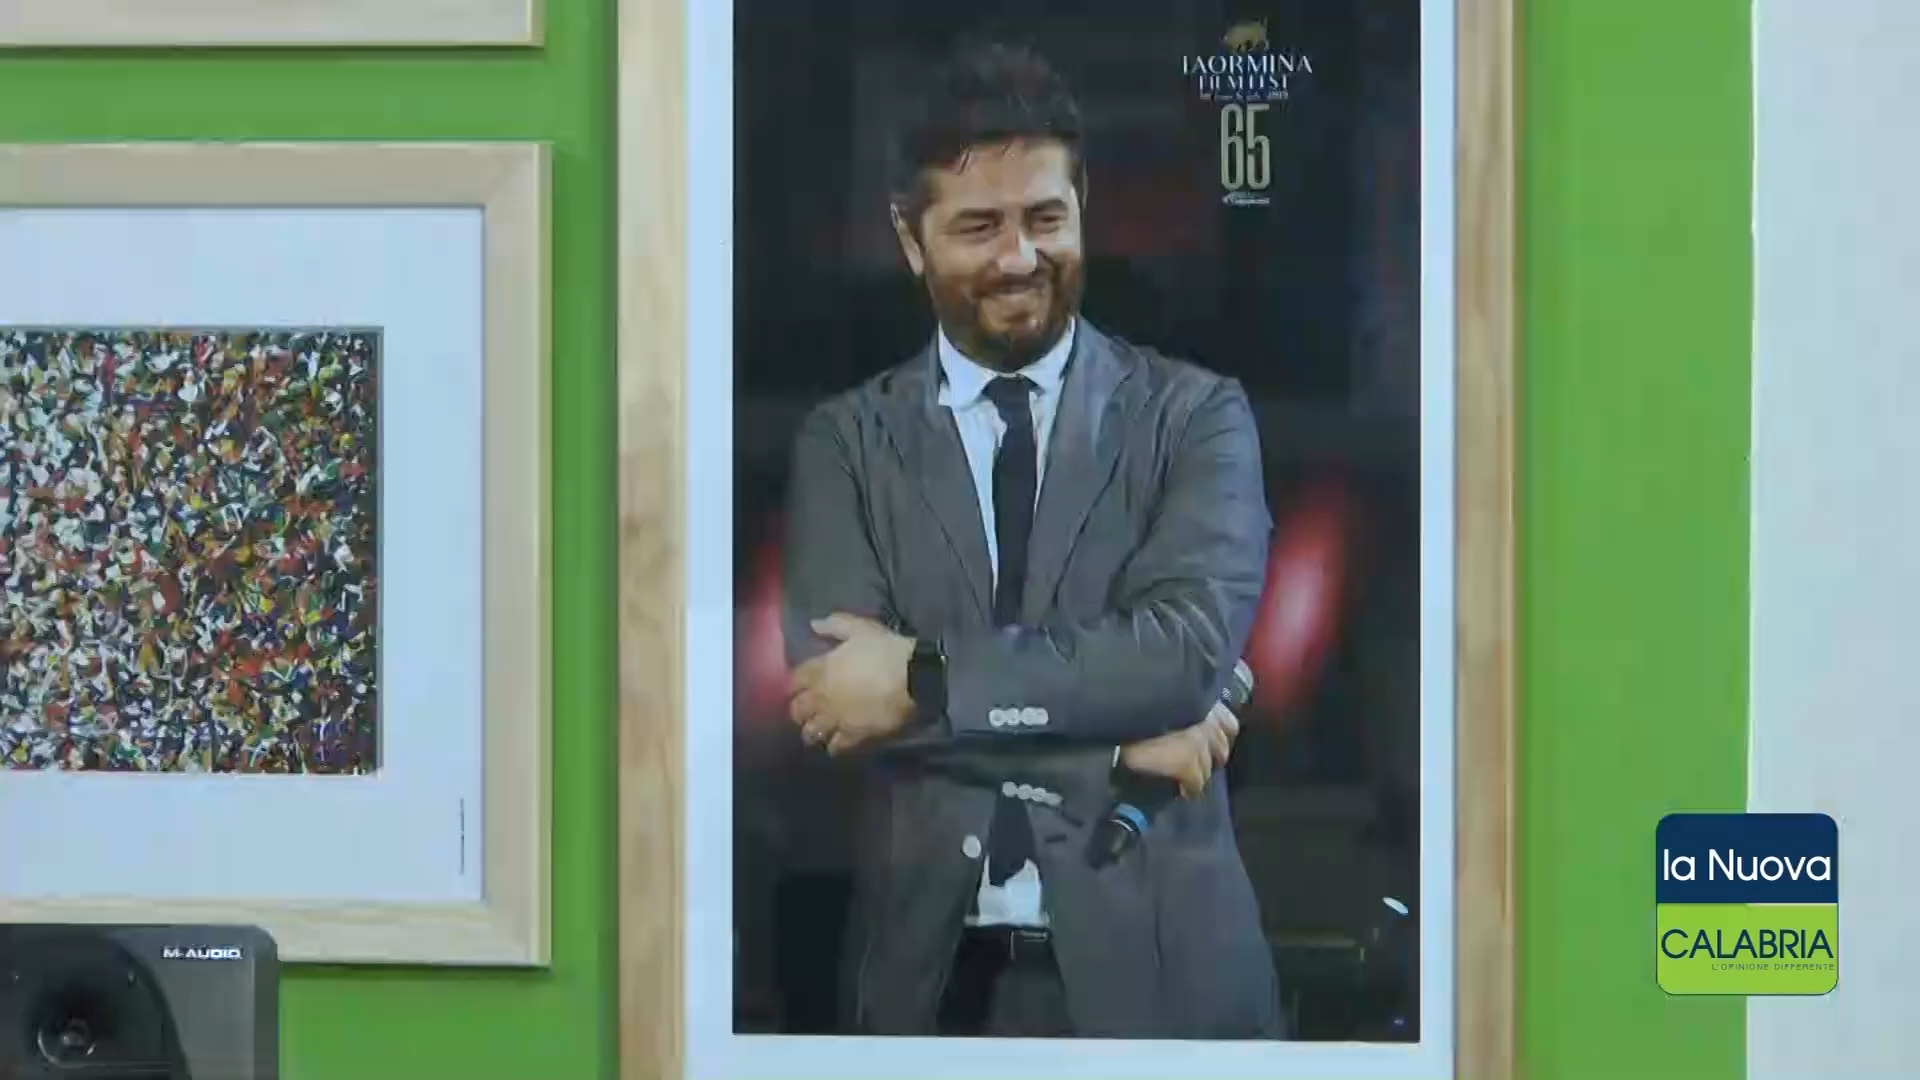 TAORMINA
FILM FEST
65
M-AUDIO
la Nuova
CALABRIA
L'OPINIONE DIFFERENTE